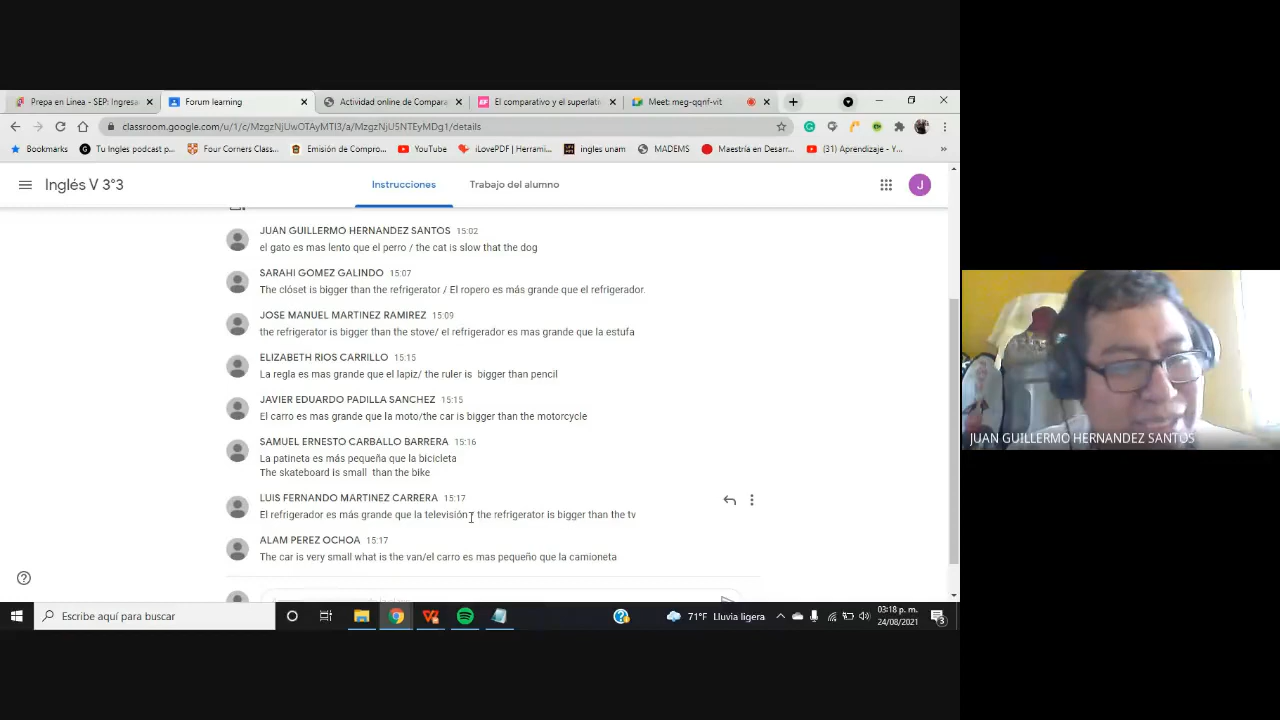 Prepa en Linea - SEP: Ingresa
Forum learning
Actividad online de Compara
El comparativo y el superlati
Meet: meg-qqnf-vit
classroom.google.com/u/1/c/MzgzNjUwOTAyMTI3/a/MzgzNjU5NTEyMDg1/details
Bookmarks
Tu Ingles podcast p...
Four Corners Class...
Emisión de Compro...
YouTube
iLovePDF | Herrami...
ingles unam
MADEMS
Maestría en Desarr...
(31) Aprendizaje - Y...
Inglés V 3°3
Instrucciones
Trabajo del alumno
J
JUAN GUILLERMO HERNANDEZ SANTOS 15:02
el gato es mas lento que el perro / the cat is slow that the dog
SARAHI GOMEZ GALINDO 15:07
The clóset is bigger than the refrigerator / El ropero es más grande que el refrigerador.
JOSE MANUEL MARTINEZ RAMIREZ 15:09
the refrigerator is bigger than the stove/ el refrigerador es mas grande que la estufa
ELIZABETH RIOS CARRILLO 15:15
La regla es mas grande que el lapiz/ the ruler is bigger than pencil
JAVIER EDUARDO PADILLA SANCHEZ 15:15
El carro es mas grande que la moto/the car is bigger than the motorcycle
SAMUEL ERNESTO CARBALLO BARRERA 15:16
La patineta es más pequeña que la bicicleta
The skateboard is small than the bike
LUIS FERNANDO MARTINEZ CARRERA 15:17
El refrigerador es más grande que la televisión the refrigerator is bigger than the tv
ALAM PEREZ OCHOA 15:17
The car is very small what is the van/el carro es mas pequeño que la camioneta
JUAN GUILLERMO HERNANDEZ SANTOS
Escribe aquí para buscar
71°F Lluvia ligera
03:18 p. m.
24/08/2021
3